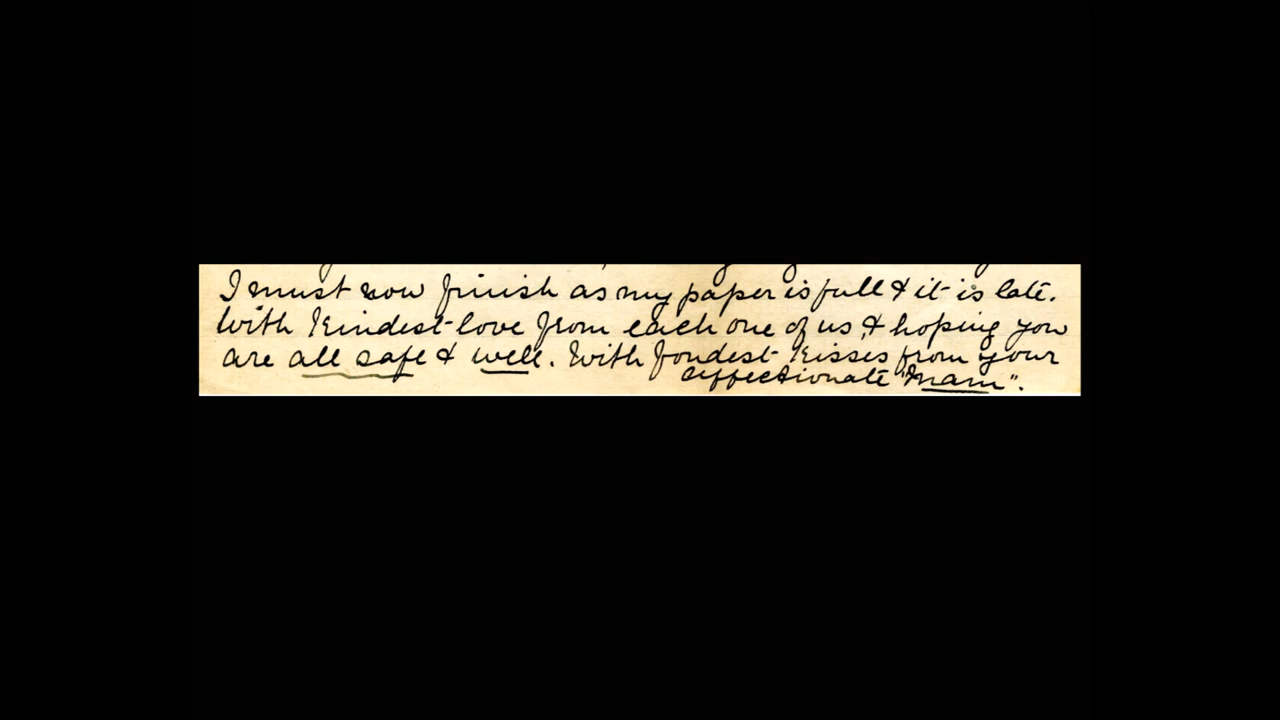 I must now finish as my paper is full & it is late.
With Kindest love from each one of us, & hoping you
are all safe & well. With fondest Kisses from your
affectionate "Mam".